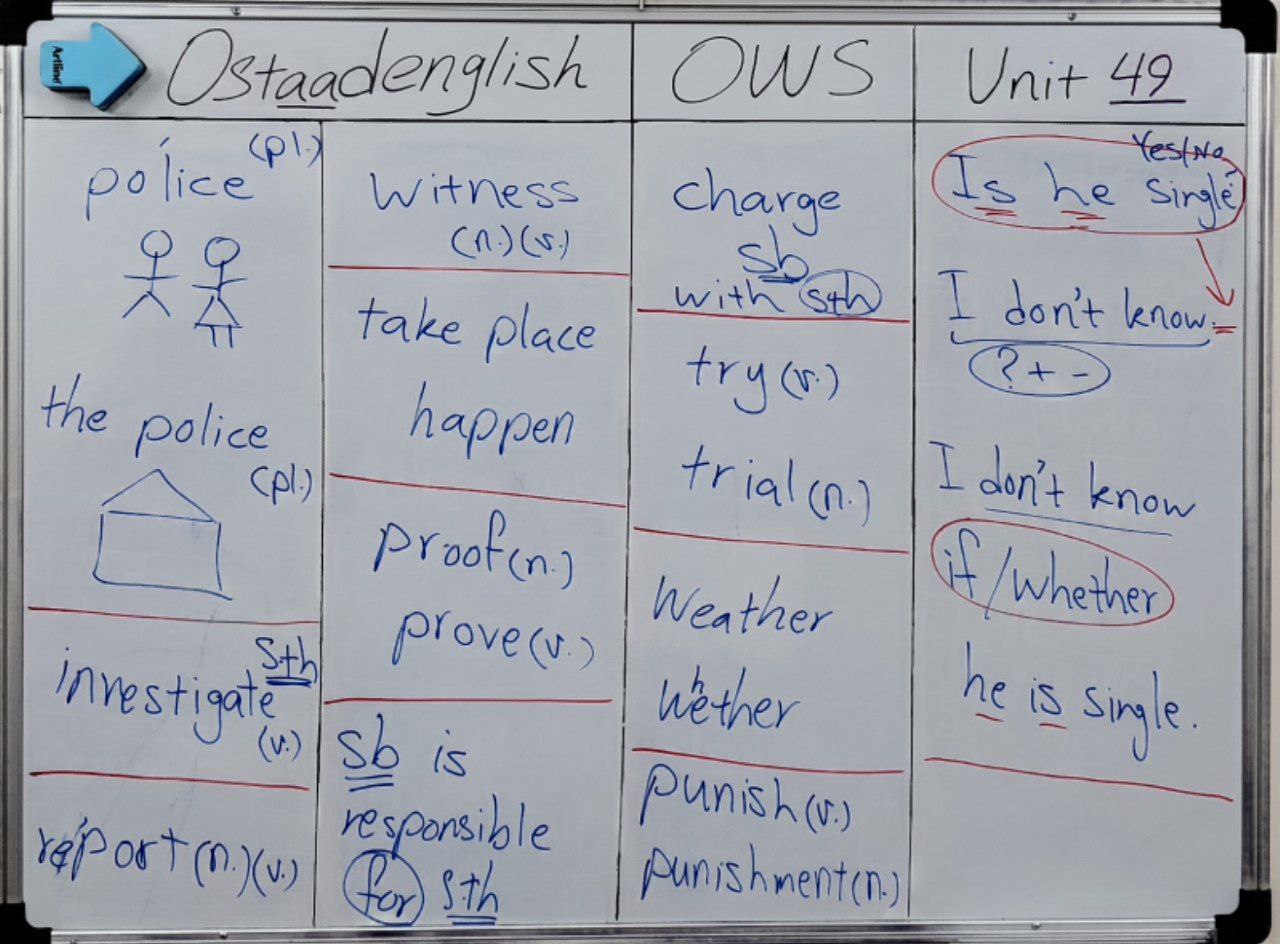 Artline
Ostaadenglish
OWS
Unit 49
police (pl.)
the police
(pl.)
investigate sth
(v.)
report (n.) (v.)
witness
(n.) (v.)
take place
happen
proof (n.)
prove (v.)
sb is
responsible
for sth
charge
sb
with sth
try (v.)
trial (n.)
Weather
Whether
punish (v.)
punishment (n.)
Yes/No
Is he single?
I don't know.
? + -
I don't know
if/whether
he is single.